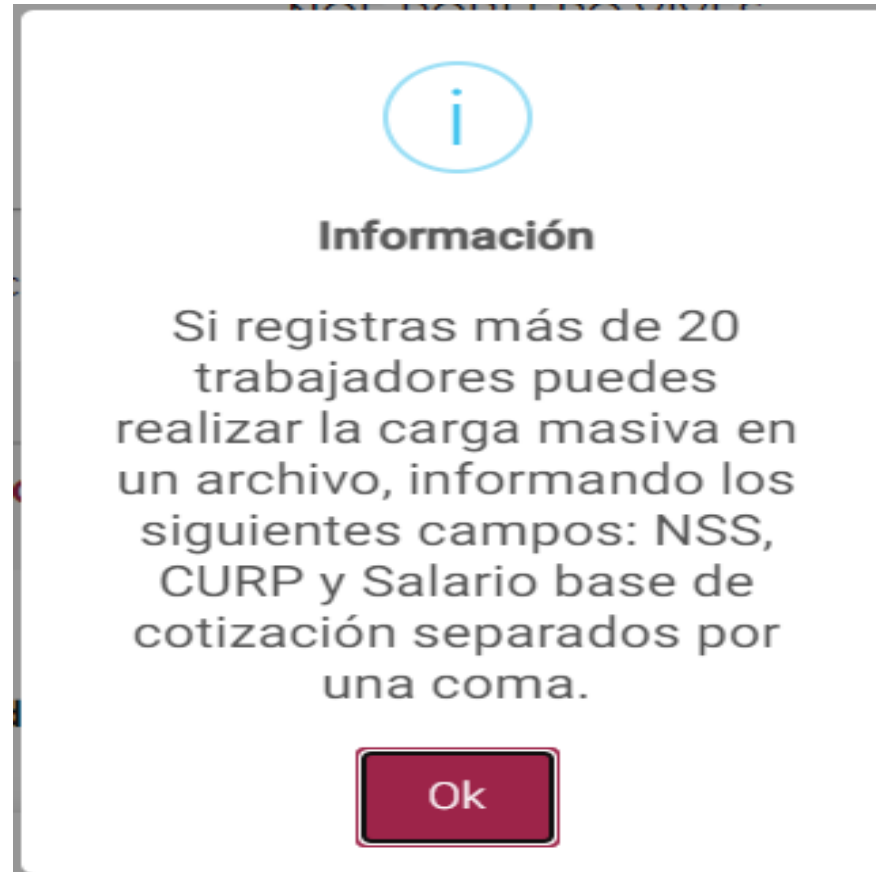 i
Información
Si registras más de 20
trabajadores puedes
realizar la carga masiva en
un archivo, informando los
siguientes campos: NSS,
CURP y Salario base de
cotización separados por
una coma.
Ok